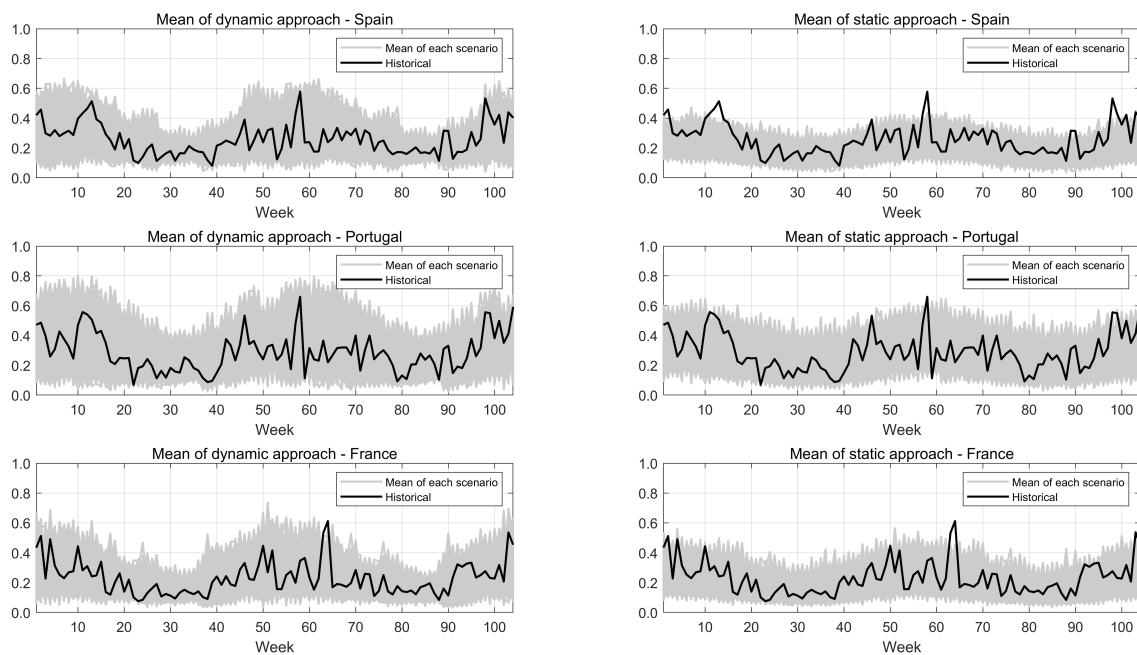 Mean of dynamic approach - Spain
1.0
0.8
0.6
0.4
0.2
0.0
Mean of each scenario
Historical
10 20 30 40 50 60 70 80 90 100
Week
Mean of static approach - Spain
1.0
0.8
0.6
0.4
0.2
0.0
Mean of each scenario
Historical
10 20 30 40 50 60 70 80 90 100
Week
Mean of dynamic approach - Portugal
1.0
0.8
0.6
0.4
0.2
0.0
Mean of each scenario
Historical
10 20 30 40 50 60 70 80 90 100
Week
Mean of static approach - Portugal
1.0
0.8
0.6
0.4
0.2
0.0
Mean of each scenario
Historical
10 20 30 40 50 60 70 80 90 100
Week
Mean of dynamic approach - France
1.0
0.8
0.6
0.4
0.2
0.0
Mean of each scenario
Historical
10 20 30 40 50 60 70 80 90 100
Week
Mean of static approach - France
1.0
0.8
0.6
0.4
0.2
0.0
Mean of each scenario
Historical
10 20 30 40 50 60 70 80 90 100
Week